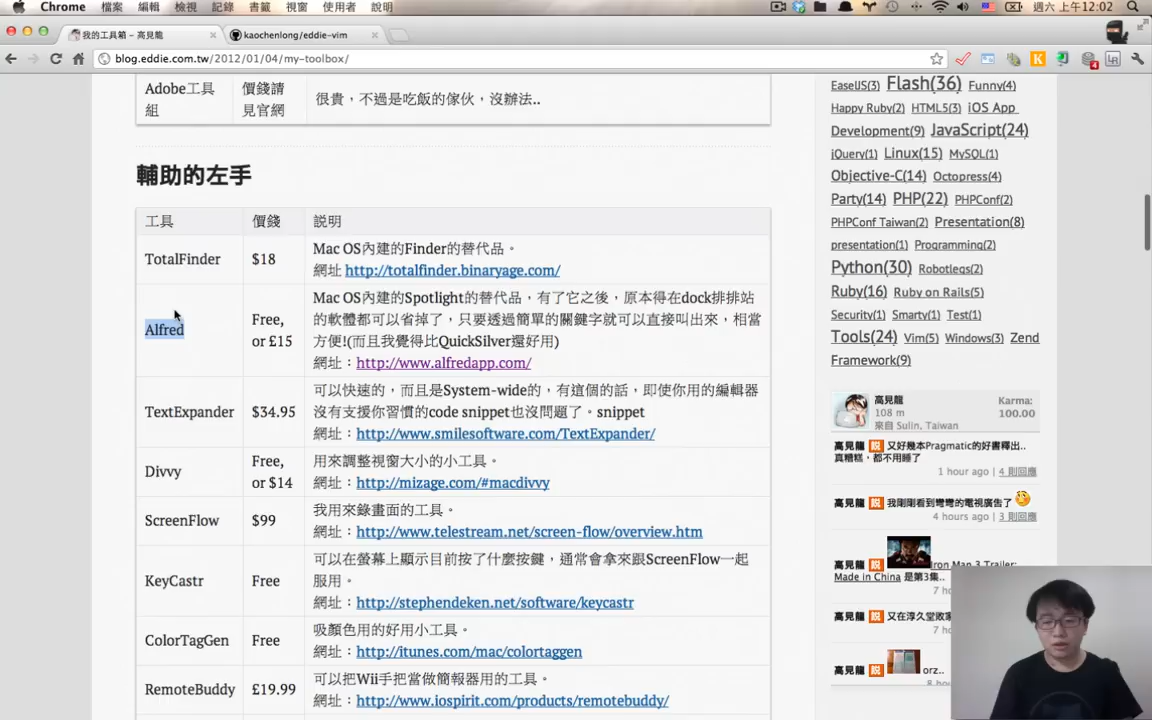 Chrome 檔案 編輯 檢視 記錄 書籤 視窗 使用者 說明
週六上午12:02
我的工具箱 – 高見龍
kaochenlong/eddie-vim
blog.eddie.com.tw/2012/01/04/my-toolbox/
Adobe工具組 價錢請見官網 很貴，不過是吃飯的傢伙，沒辦法..
輔助的左手
工具 價錢 說明
TotalFinder $18
Mac OS內建的Finder的替代品。
網址 http://totalfinder.binaryage.com/
Alfred Free, or £15
Mac OS內建的Spotlight的替代品，有了它之後，原本得在dock排排站
的軟體都可以省掉了，只要透過簡單的關鍵字就可以直接叫出來，相當
方便!(而且我覺得比QuickSilver還好用)
網址：http://www.alfredapp.com/
TextExpander $34.95
可以快速的，而且是System-wide的，有這個的話，即使你用的編輯器
沒有支援你習慣的code snippet也沒問題了。snippet
網址：http://www.smilesoftware.com/TextExpander/
Divvy Free, or $14
用來調整視窗大小的小工具。
網址：http://mizage.com/#macdivvy
ScreenFlow $99
我用來錄畫面的工具。
網址：http://www.telestream.net/screen-flow/overview.htm
KeyCastr Free
可以在螢幕上顯示目前按了什麼按鍵，通常會拿來跟ScreenFlow一起
服用。
網址：http://stephendeken.net/software/keycastr
ColorTagGen Free
吸顏色用的好用小工具。
網址：http://itunes.com/mac/colortaggen
RemoteBuddy £19.99
可以把Wii手把當做簡報器用的工具。
網址：http://www.iospirit.com/products/remotebuddy/
EaselJS(3) Flash(36) Funny(4)
Happy Ruby(2) HTML5(3) iOS App
Development(9) JavaScript(24)
jQuery(1) Linux(15) MySQL(1)
Objective-C(14) Octopress(4)
Party(14) PHP(22) PHPConf(2)
PHPConf Taiwan(2) Presentation(8)
presentation(1) Programming(2)
Python(30) Robotlegs(2)
Ruby(16) Ruby on Rails(5)
Security(1) Smarty(1) Test(1)
Tools(24) Vim(5) Windows(3) Zend
Framework(9)
高見龍
108 m
來自 Sulin, Taiwan
Karma:
100.00
高見龍 說 又好幾本Pragmatic的好書釋出..
真糟糕，都不用睡了
1 hour ago | 4 則回應
高見龍 說 我剛剛看到彎彎的電視廣告了
4 hours ago | 3 則回應
高見龍 說 Iron Man 3 Trailer:
Made in China 是第3集..
高見龍 說 又在淳久堂敗家
高見龍 說 orz..